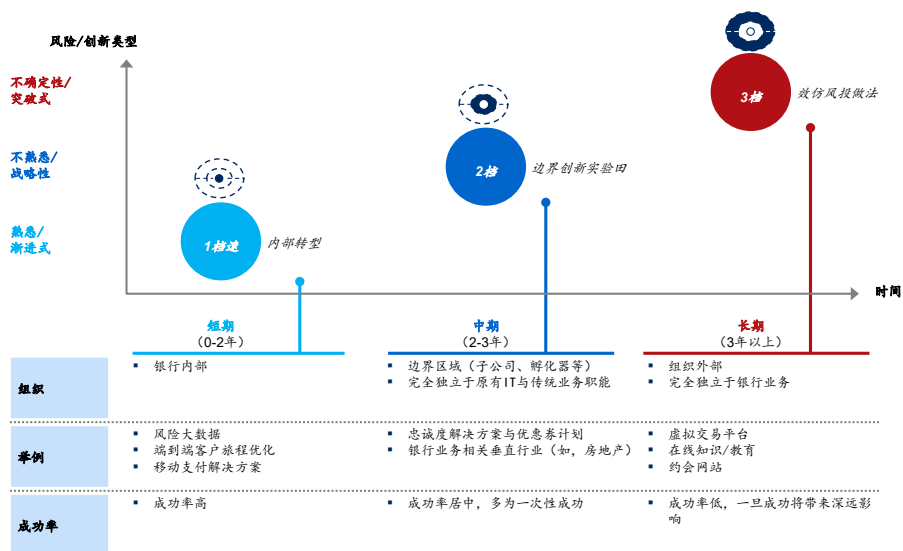 风险/创新类型
不确定性/
突破式
3档
效仿风投做法
不熟悉/
战略性
2档
边界创新实验田
熟悉/
渐进式
1档速
内部转型
时间
短期
（0-2年）
中期
（2-3年）
长期
（3年以上）
组织
▪ 银行内部
▪ 边界区域（子公司、孵化器等）
▪ 完全独立于原有IT与传统业务职能
▪ 组织外部
▪ 完全独立于银行业务
举例
▪ 风险大数据
▪ 端到端客户旅程优化
▪ 移动支付解决方案
▪ 忠诚度解决方案与优惠券计划
▪ 银行业务相关垂直行业（如，房地产）
▪ 虚拟交易平台
▪ 在线知识/教育
▪ 约会网站
成功率
▪ 成功率高
▪ 成功率居中，多为一次性成功
▪ 成功率低，一旦成功将带来深远影
响